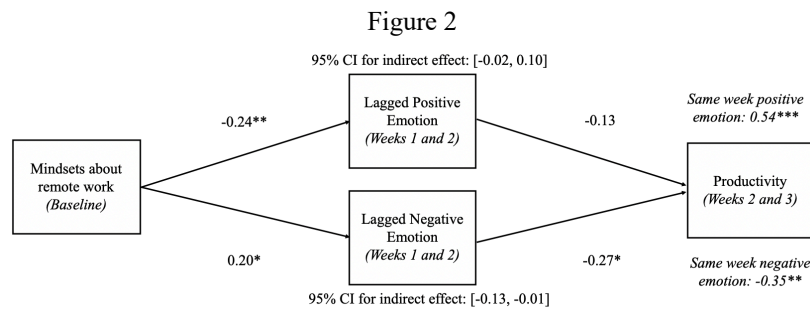 Figure 2
95% CI for indirect effect: [-0.02, 0.10]
Lagged Positive
Emotion
(Weeks 1 and 2)
-0.24**
-0.13
Same week positive
emotion: 0.54***
Mindsets about
remote work
(Baseline)
Productivity
(Weeks 2 and 3)
Lagged Negative
Emotion
(Weeks 1 and 2)
0.20*
-0.27*
Same week negative
emotion: -0.35**
95% CI for indirect effect: [-0.13, -0.01]